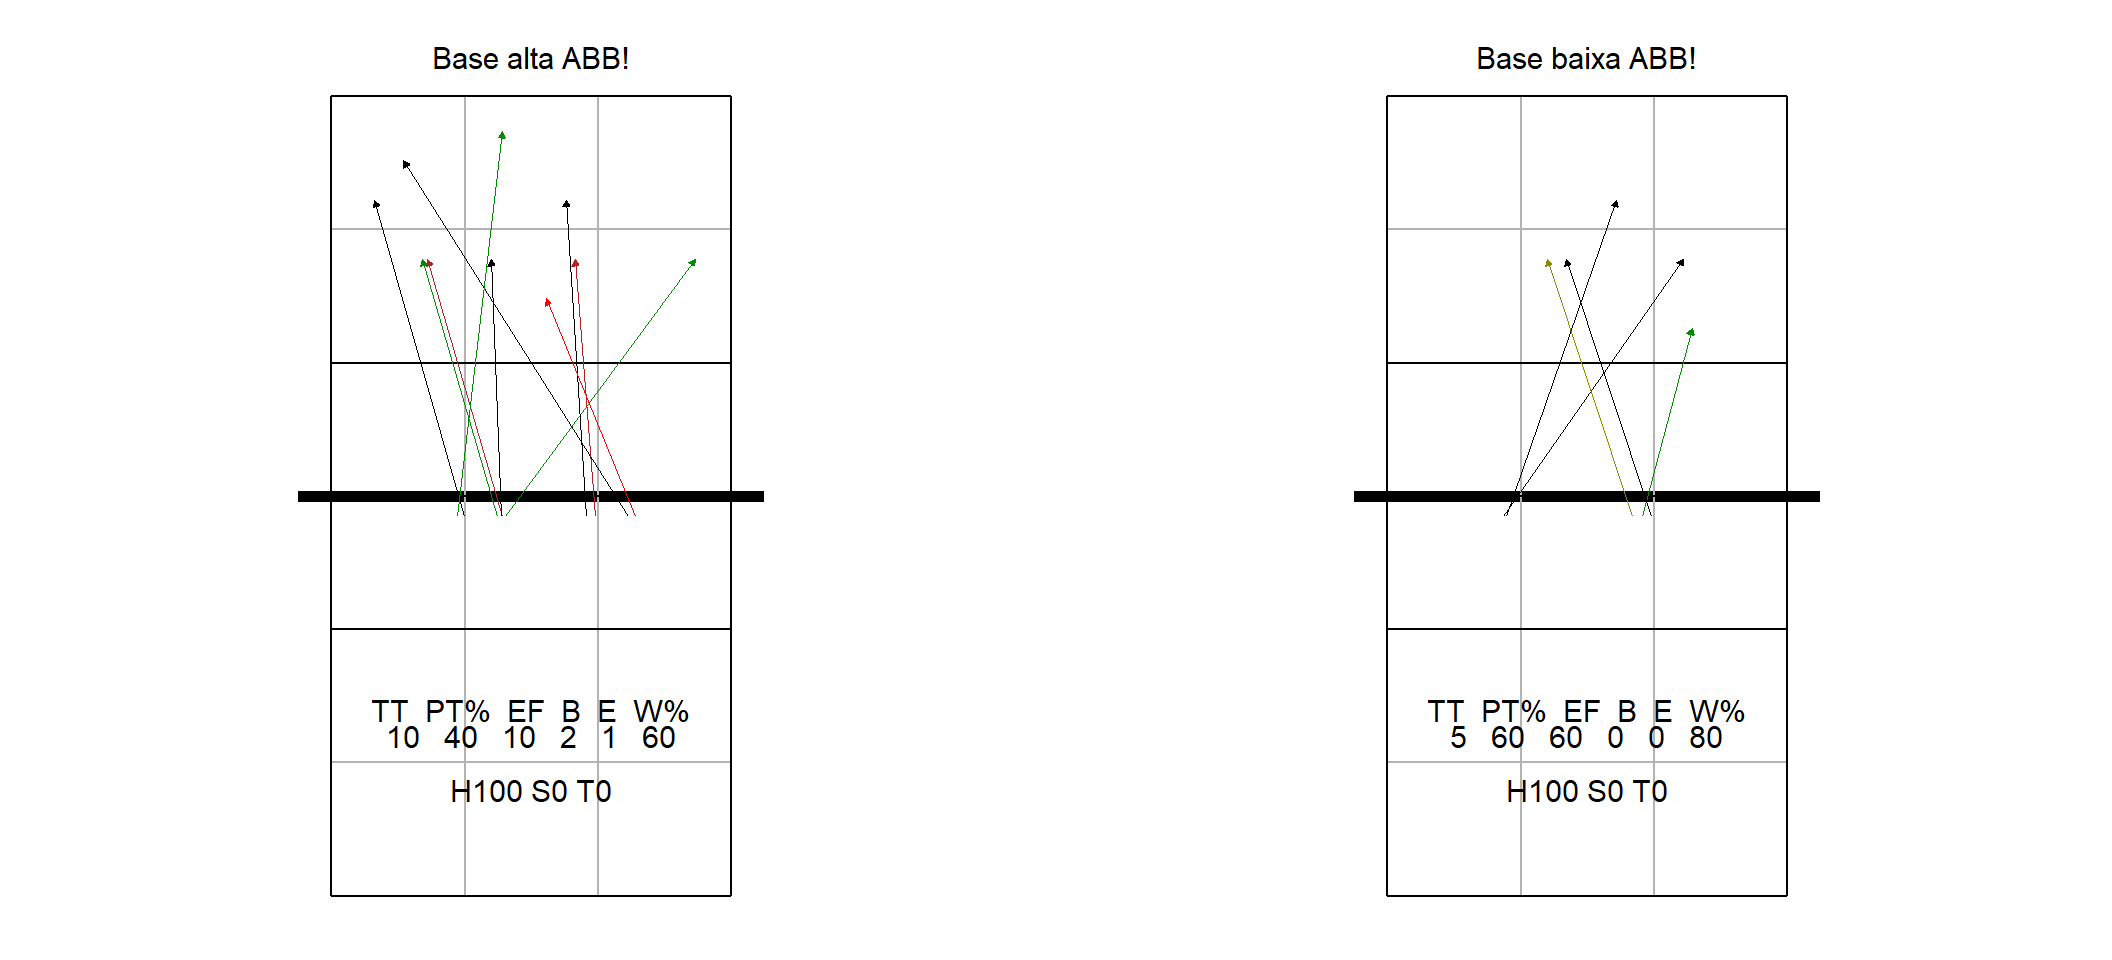 Base alta ABB!
TT PT% EF B E W%
10 40 10 2 1 60
H100 S0 T0
Base baixa ABB!
TT PT% EF B E W%
5 60 60 0 0 80
H100 S0 T0